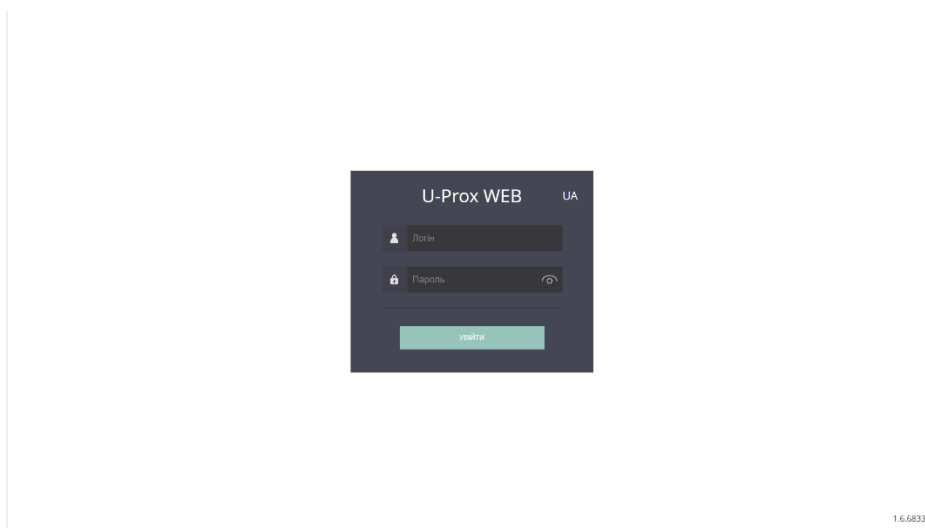 U-Prox WEB
UA
Логін
Пароль
УВІЙТИ
1.6.6833